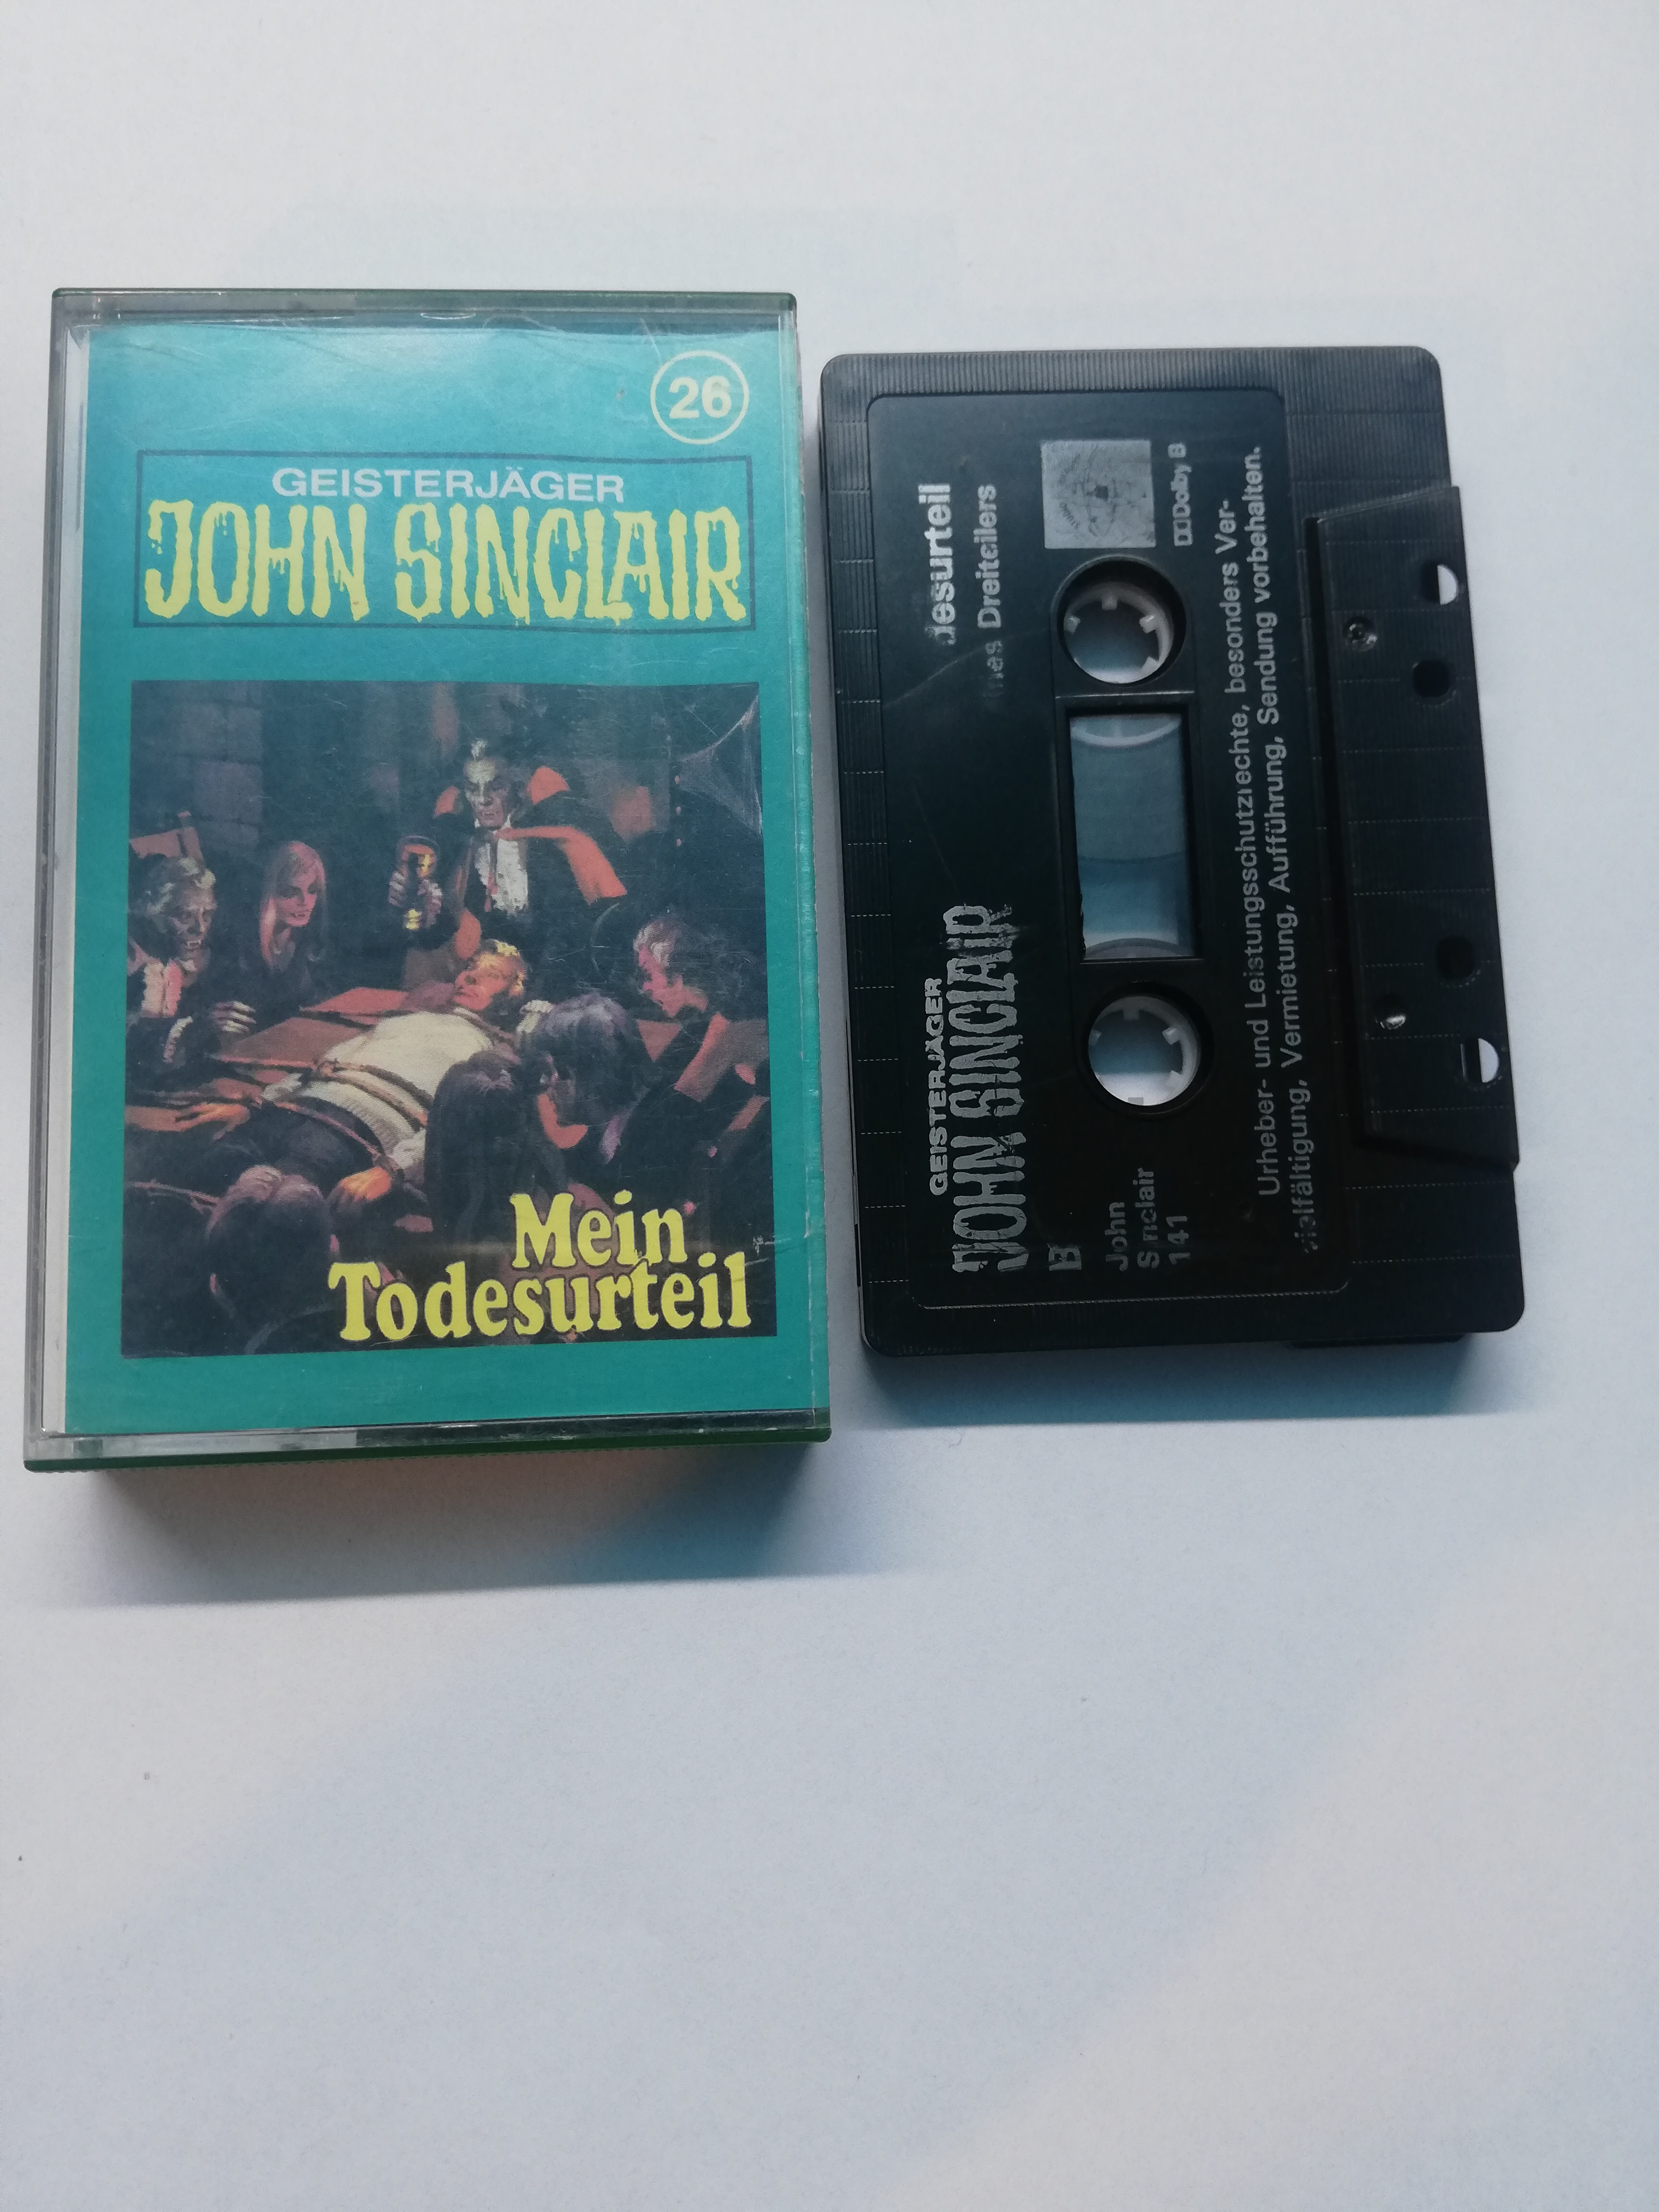 26
GEISTERJÄGER
JOHN SINCLAIR
Mein
Todesurteil
GEISTERJÄGER
JOHN SINCLAIR
desurteil
nes Dreiteilers
B
John
Sinclair
141
Dolby B
Urheber- und Leistungsschutzrechte, besonders Ver-
vielfältigung, Vermietung, Aufführung, Sendung vorbehalten.